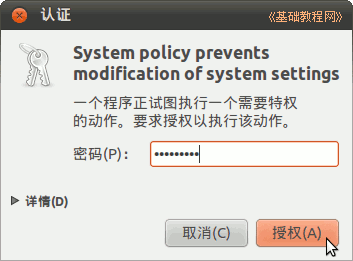 认证
《基础教程网》
System policy prevents
modification of system settings
一个程序正试图执行一个需要特权
的动作。要求授权以执行该动作。
密码(P)： •••••••••
详情(D)
取消(C) 授权(A)